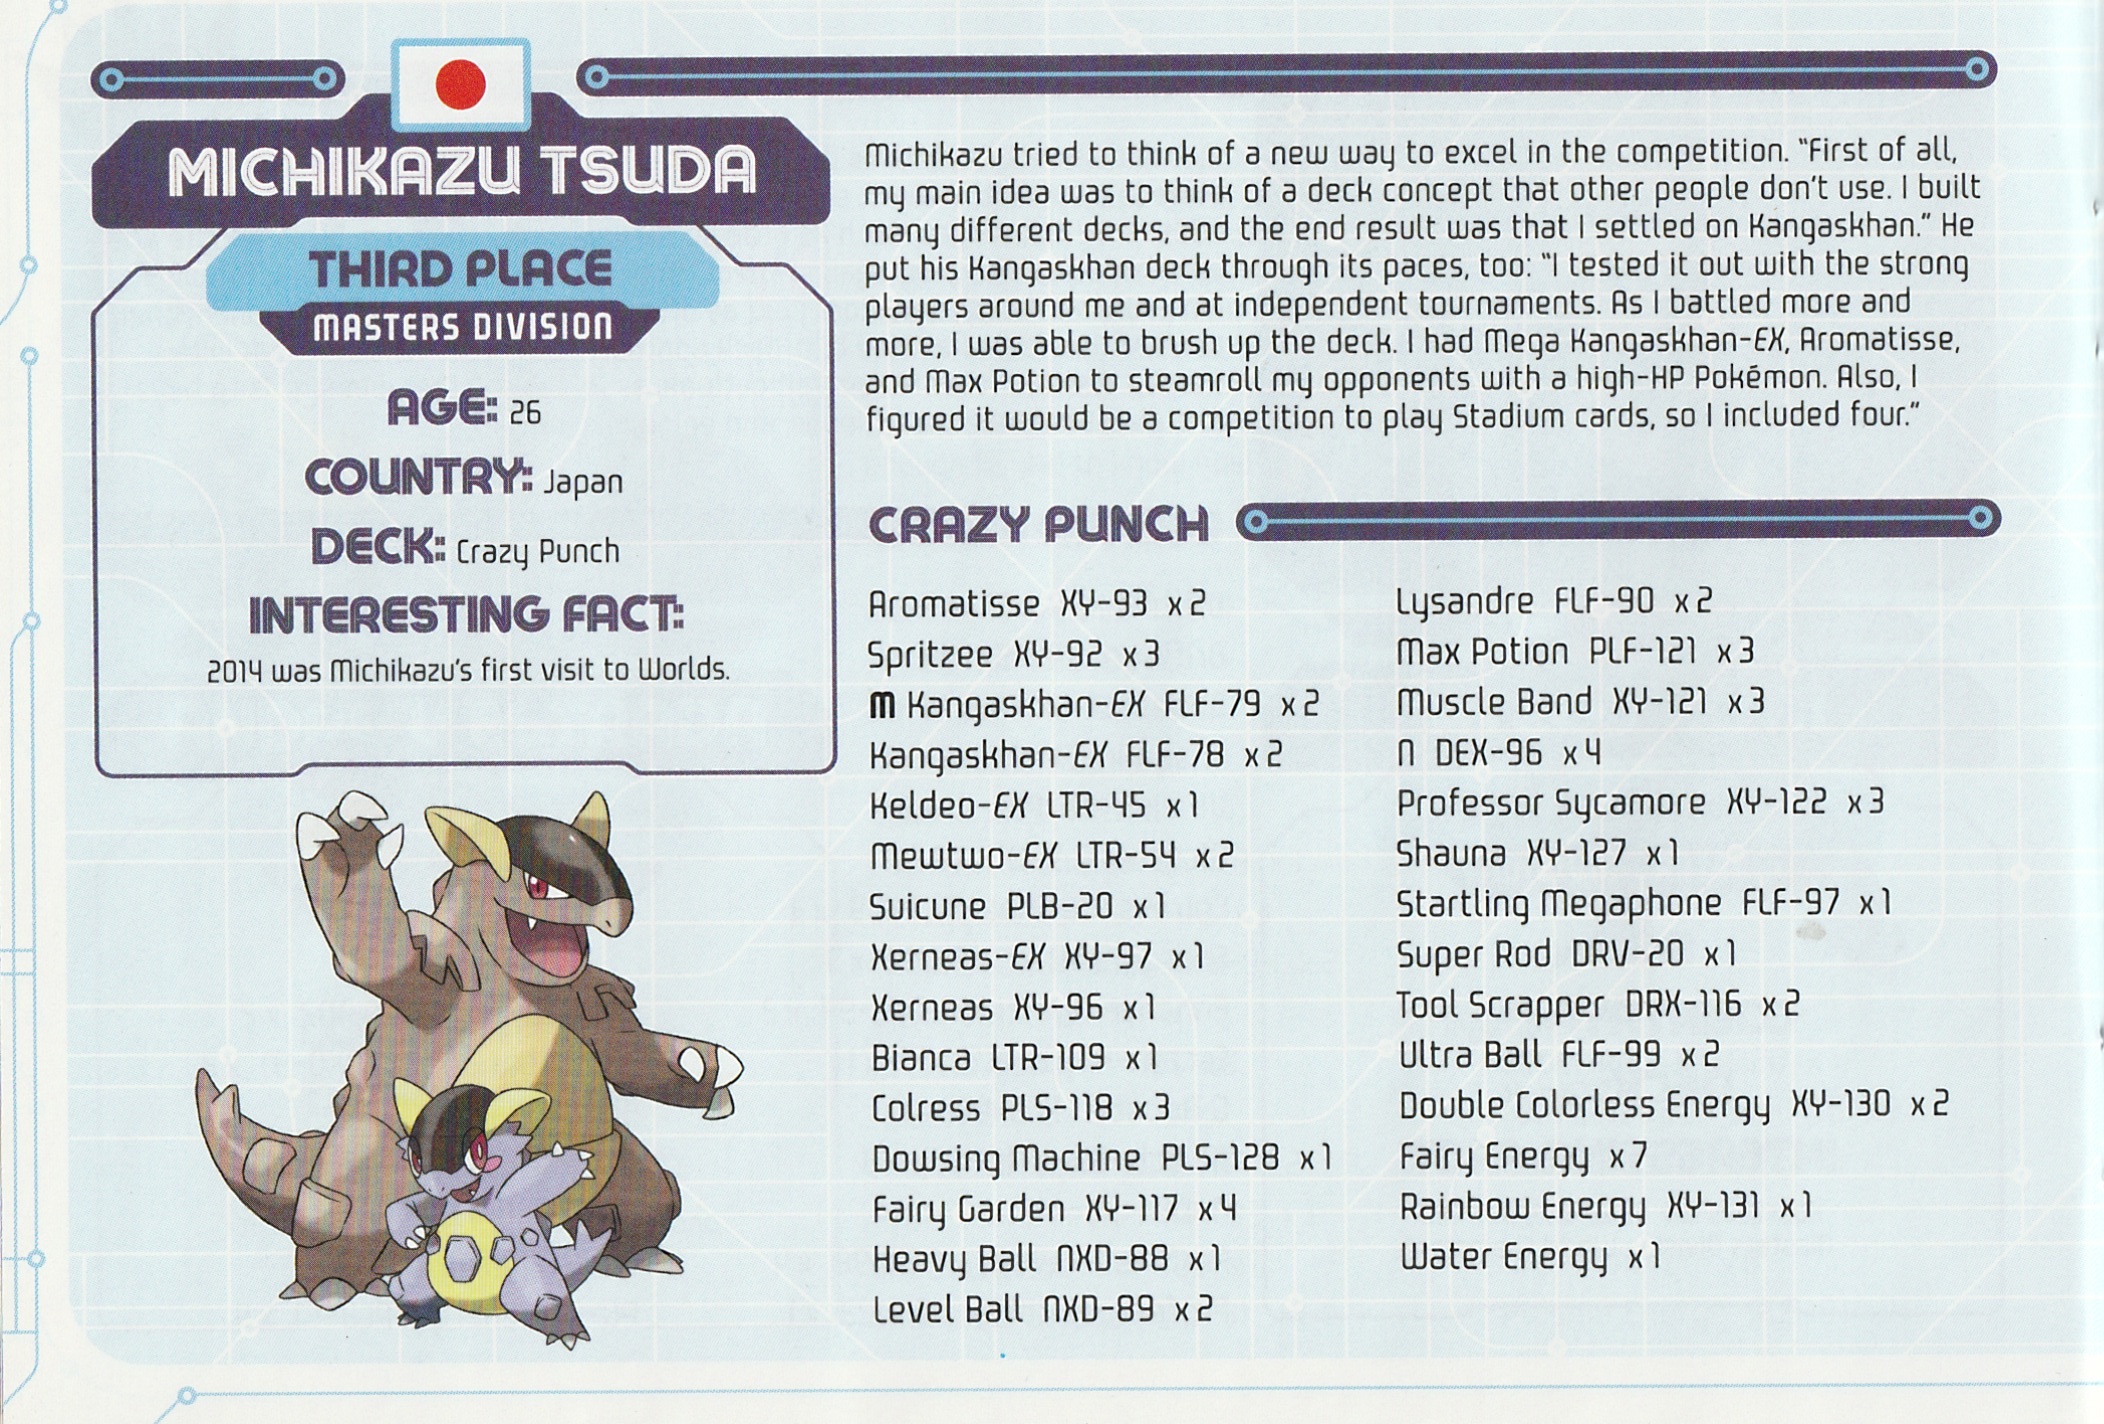 MICHIKAZU TSUDA
THIRD PLACE
MASTERS DIVISION
AGE: 26
COUNTRY: Japan
DECK: Crazy Punch
INTERESTING FACT:
2014 was Michikazu's first visit to Worlds.
Michikazu tried to think of a new way to excel in the competition. "First of all,
my main idea was to think of a deck concept that other people don't use. I built
many different decks, and the end result was that I settled on Kangaskhan." He
put his Kangaskhan deck through its paces, too: "I tested it out with the strong
players around me and at independent tournaments. As I battled more and
more, I was able to brush up the deck. I had Mega Kangaskhan-EX, Aromatisse,
and Max Potion to steamroll my opponents with a high-HP Pokémon. Also, I
figured it would be a competition to play Stadium cards, so I included four."
CRAZY PUNCH
Aromatisse XY-93 x2
Spritzee XY-92 x3
M Kangaskhan-EX FLF-79 x2
Kangaskhan-EX FLF-78 x2
Keldeo-EX LTR-45 x1
Mewtwo-EX LTR-54 x2
Suicune PLB-20 x1
Xerneas-EX XY-97 x1
Xerneas XY-96 x1
Bianca LTR-109 x1
Colress PLS-118 x3
Dowsing Machine PLS-128 x1
Fairy Garden XY-117 x4
Heavy Ball NXD-88 x1
Level Ball NXD-89 x2
Lysandre FLF-90 x2
Max Potion PLF-121 x3
Muscle Band XY-121 x3
N DEX-96 x4
Professor Sycamore XY-122 x3
Shauna XY-127 x1
Startling Megaphone FLF-97 x1
Super Rod DRV-20 x1
Tool Scrapper DRX-116 x2
Ultra Ball FLF-99 x2
Double Colorless Energy XY-130 x2
Fairy Energy x7
Rainbow Energy XY-131 x1
Water Energy x1